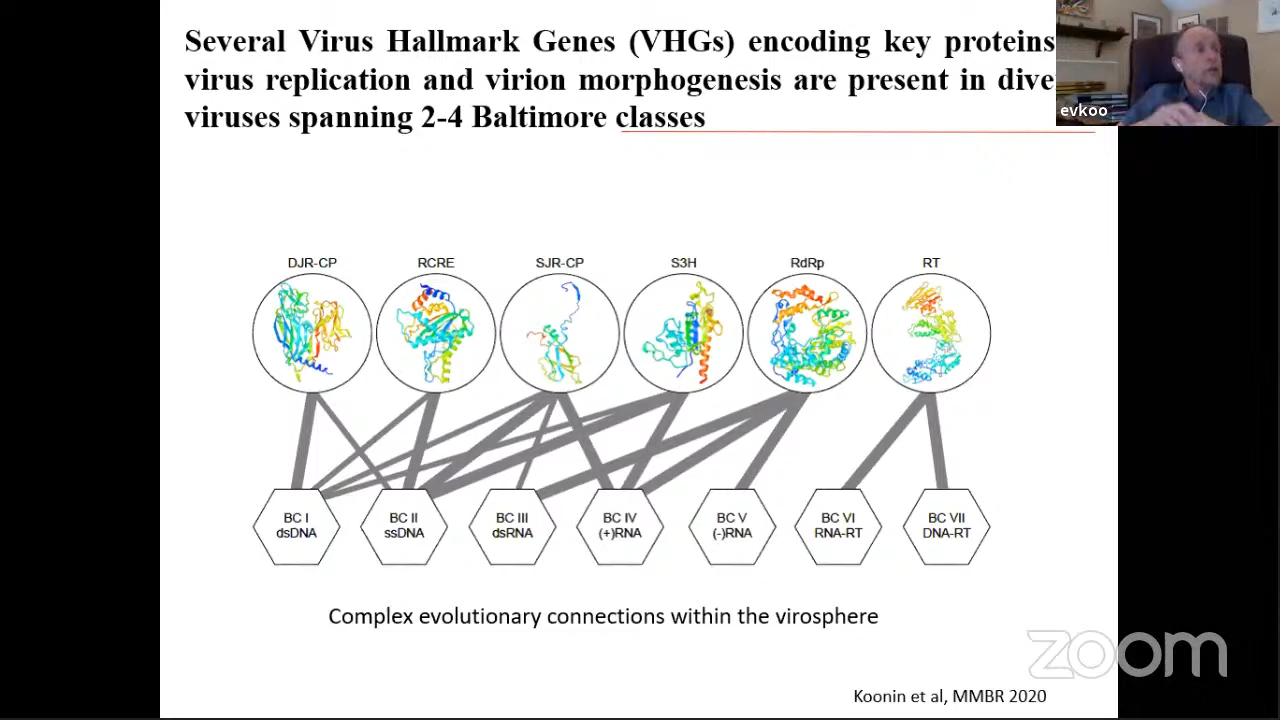 Several Virus Hallmark Genes (VHGs) encoding key proteins
virus replication and virion morphogenesis are present in dive
viruses spanning 2-4 Baltimore classes
evkoo
DJR-CP RCRE SJR-CP S3H RdRp RT
BC I BC II BC III BC IV BC V BC VI BC VII
dsDNA ssDNA dsRNA (+)RNA (-)RNA RNA-RT DNA-RT
Complex evolutionary connections within the virosphere
zoom
Koonin et al, MMBR 2020